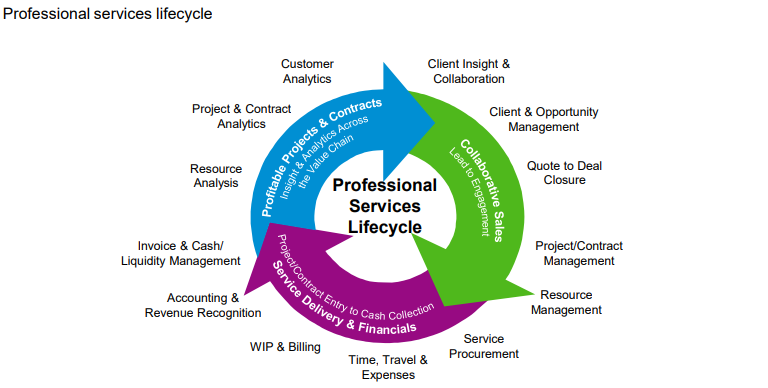 Professional services lifecycle
Customer
Analytics
Client Insight &
Collaboration
Project & Contract
Analytics
Client & Opportunity
Management
Resource
Analysis
Quote to Deal
Closure
Profitable Projects & Contracts
Insight & Analytics Across
the Value Chain
Collaborative Sales
Lead to Engagement
Professional
Services
Lifecycle
Invoice & Cash/
Liquidity Management
Project/Contract
Management
Project/Contract Entry to Cash Collection
Service Delivery & Financials
Accounting &
Revenue Recognition
Resource
Management
WIP & Billing
Time, Travel &
Expenses
Service
Procurement